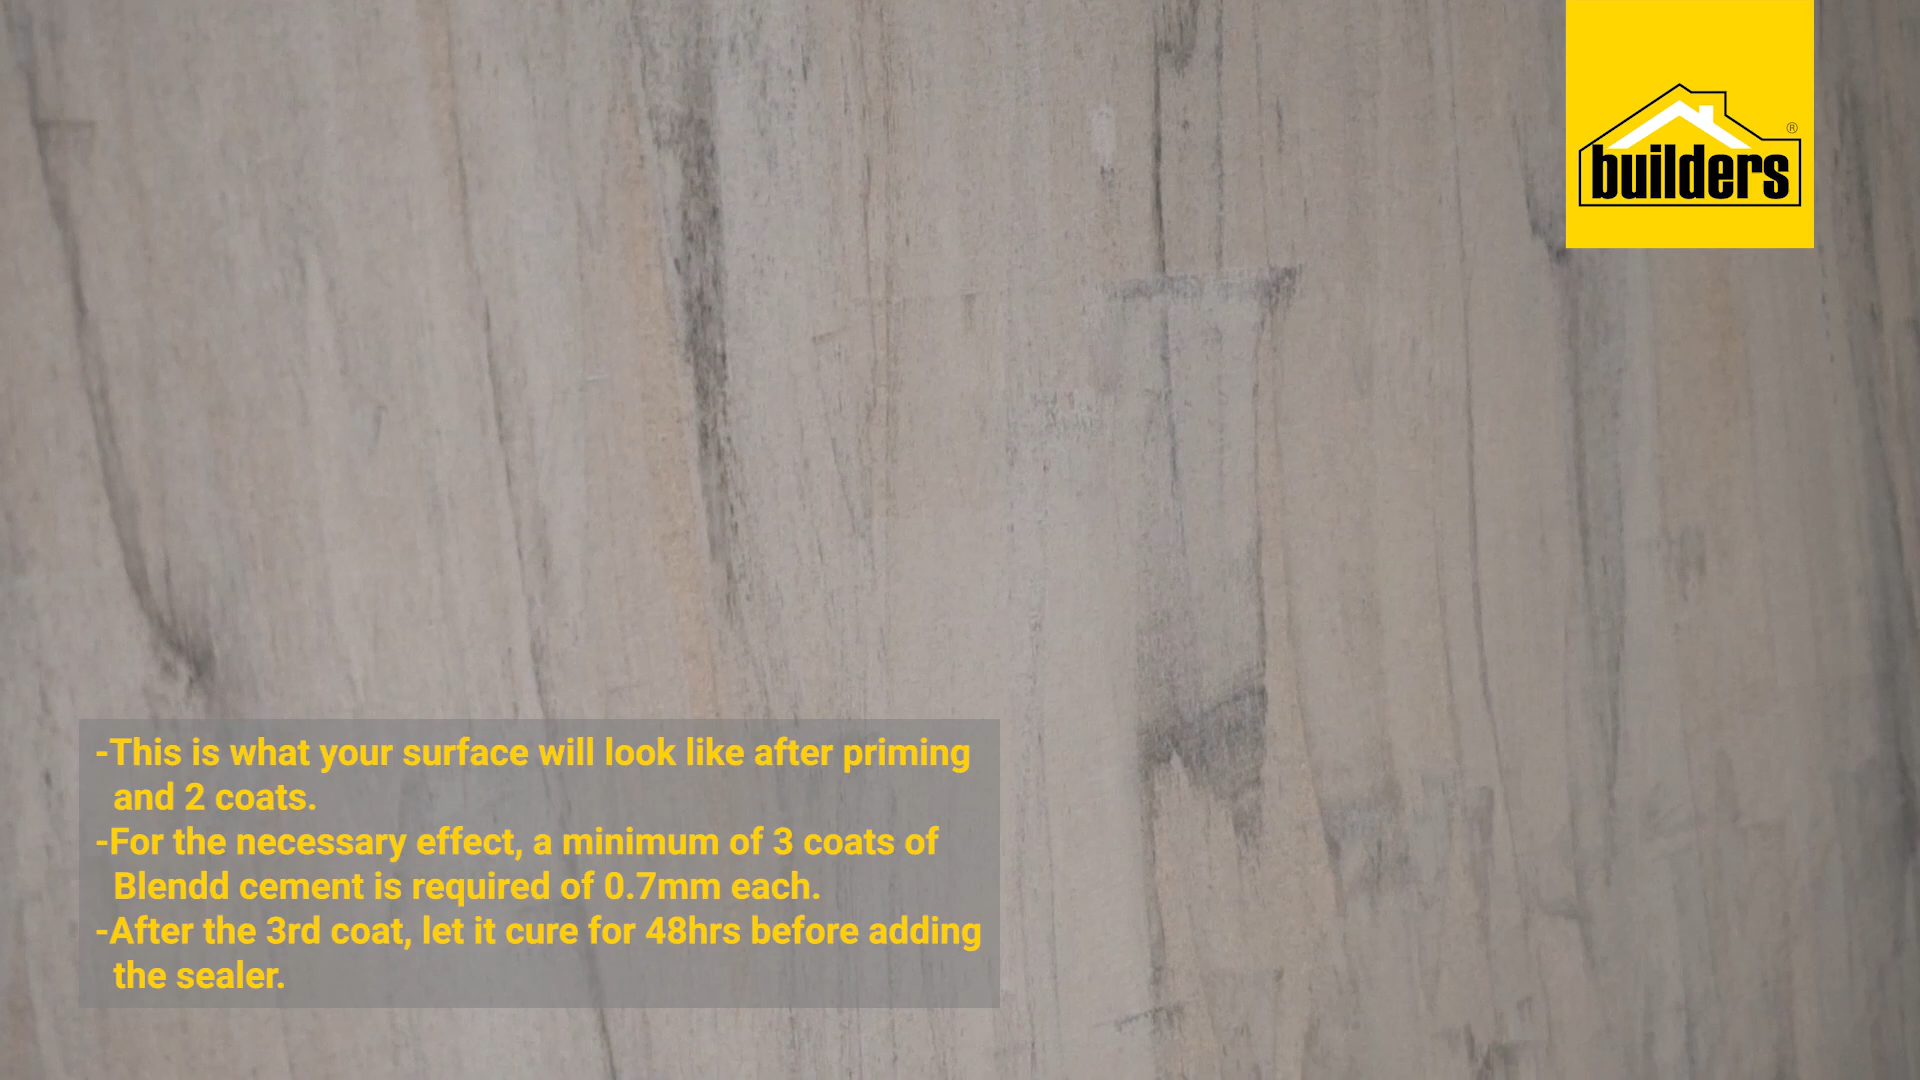 builders
®
-This is what your surface will look like after priming
and 2 coats.
-For the necessary effect, a minimum of 3 coats of
Blendd cement is required of 0.7mm each.
-After the 3rd coat, let it cure for 48hrs before adding
the sealer.